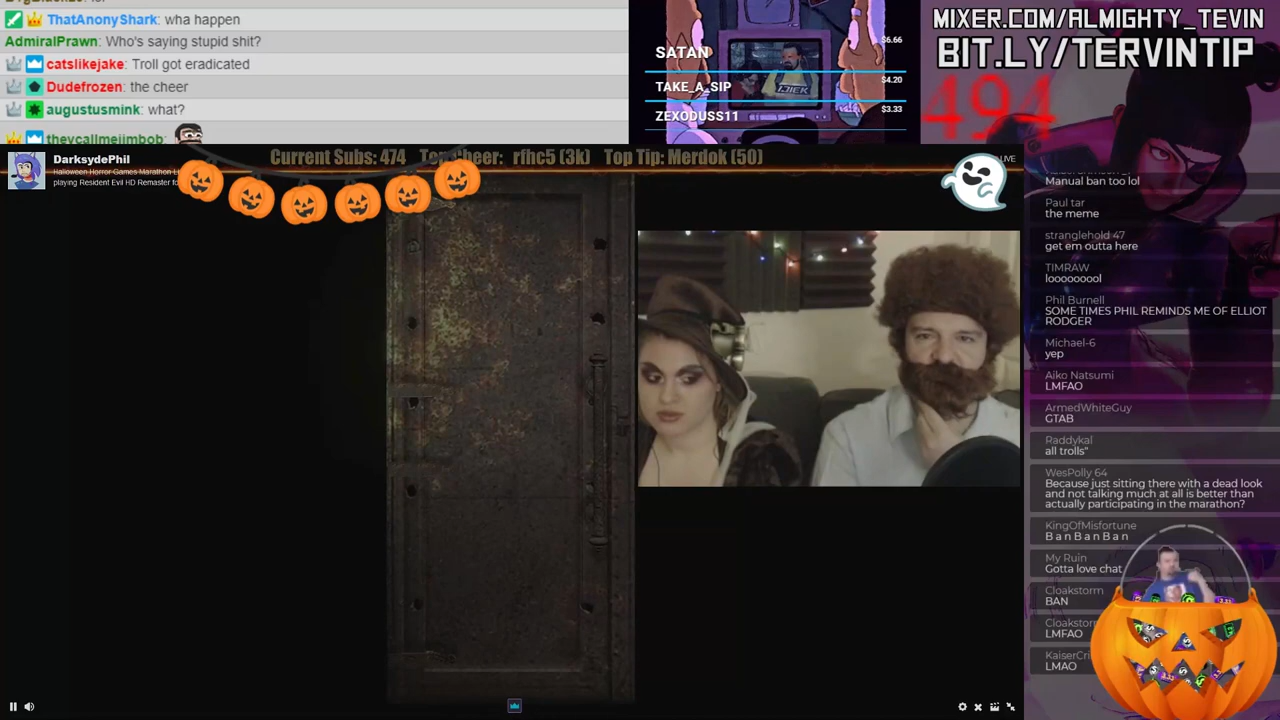 ThatAnonyShark: wha happen
AdmiralPrawn: Who's saying stupid shit?
catslikejake: Troll got eradicated
Dudefrozen: the cheer
augustusmink: what?
theycallmejimbob:
SATAN
$6.66
TAKE_A_SIP
$4.20
ZEXODUSS11
$3.33
MIXER.COM/ALMIGHTY_TEVIN
BIT.LY/TERVINTIP
494
DarksydePhil
Halloween Horror Games Marathon
playing Resident Evil HD Remaster
Current Subs: 474 Top Cheer: rfhc5 (3k) Top Tip: Merdok (50)
LIVE
Manual ban too lol
Paul tar
the meme
stranglehold 47
get em outta here
TIMRAW
looooooool
Phil Burnell
SOME TIMES PHIL REMINDS ME OF ELLIOT
RODGER
Michael-6
yep
Aiko Natsumi
LMFAO
ArmedWhiteGuy
GTAB
Raddykal
all trolls"
WesPolly 64
Because just sitting there with a dead look
and not talking much at all is better than
actually participating in the marathon?
KingOfMisfortune
B a n B a n B a n
My Ruin
Gotta love chat
Cloakstorm
BAN
Cloakstorm
LMFAO
KaiserCri
LMAO